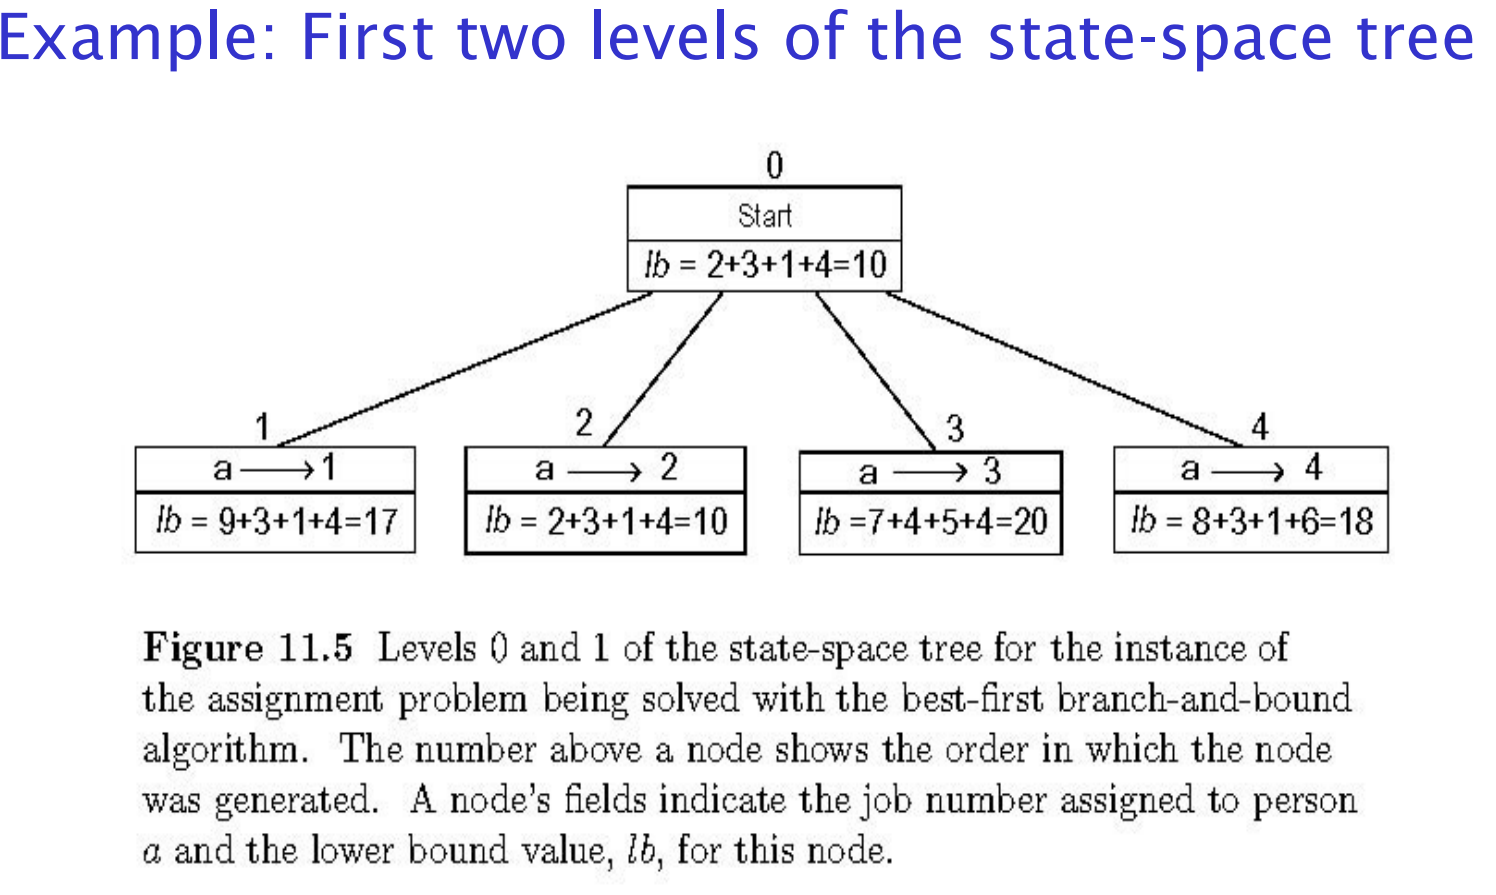 Example: First two levels of the state-space tree
0
Start
lb = 2+3+1+4=10
1
a ⟶ 1
lb = 9+3+1+4=17
2
a ⟶ 2
lb = 2+3+1+4=10
3
a ⟶ 3
lb =7+4+5+4=20
4
a ⟶ 4
lb = 8+3+1+6=18
Figure 11.5 Levels 0 and 1 of the state-space tree for the instance of
the assignment problem being solved with the best-first branch-and-bound
algorithm. The number above a node shows the order in which the node
was generated. A node's fields indicate the job number assigned to person
a and the lower bound value, lb, for this node.